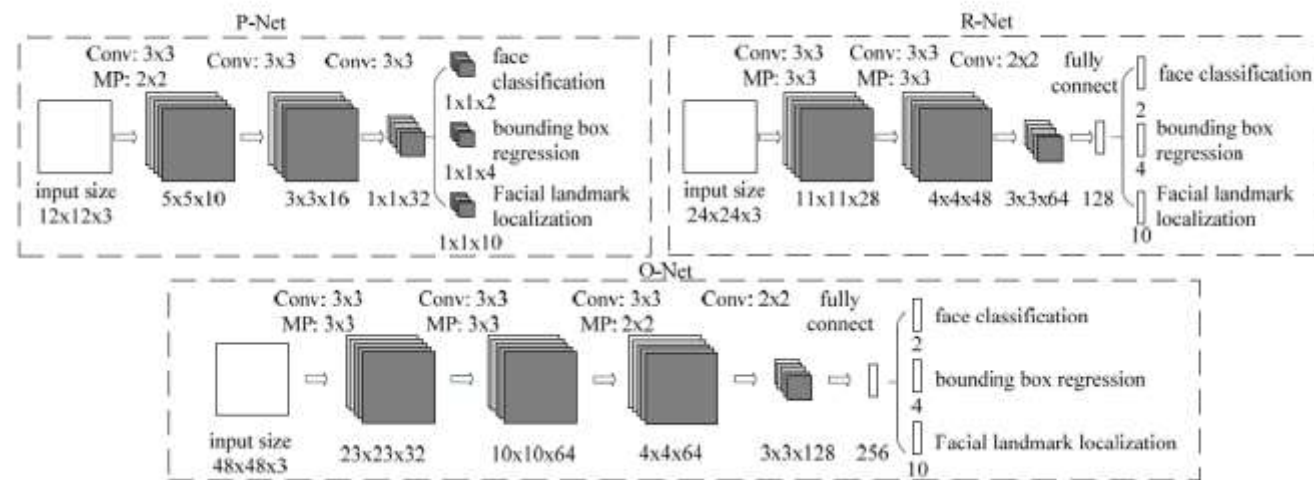 P-Net
Conv: 3x3
MP: 2x2
Conv: 3x3
Conv: 3x3
face
classification
1x1x2
bounding box
regression
1x1x4
Facial landmark
localization
1x1x10
input size
12x12x3
5x5x10
3x3x16
1x1x32
R-Net
Conv: 3x3
MP: 3x3
Conv: 3x3
MP: 3x3
Conv: 2x2
fully
connect
face classification
2
bounding box
regression
4
Facial landmark
localization
10
input size
24x24x3
11x11x28
4x4x48
3x3x64
128
O-Net
Conv: 3x3
MP: 3x3
Conv: 3x3
MP: 3x3
Conv: 3x3
MP: 2x2
Conv: 2x2
fully
connect
face classification
2
bounding box regression
4
Facial landmark localization
10
input size
48x48x3
23x23x32
10x10x64
4x4x64
3x3x128
256